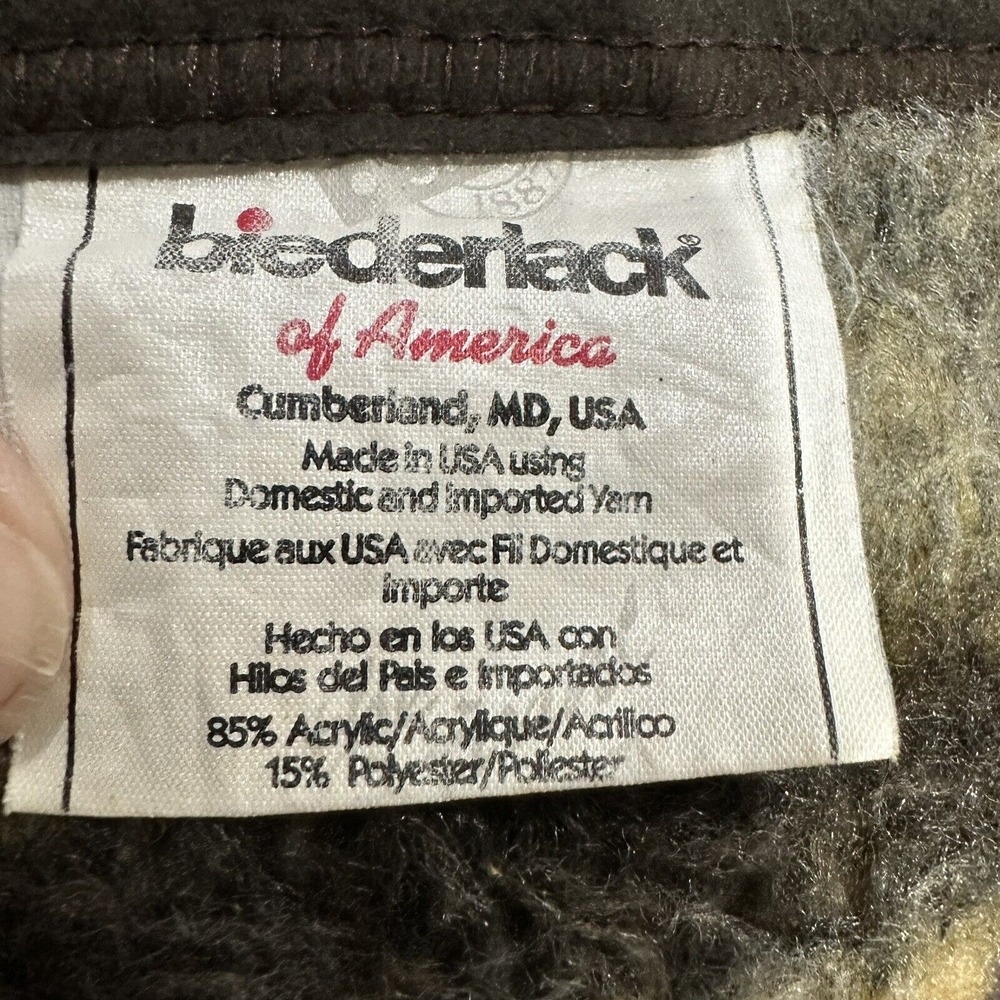 1887
biederlack®
of America
Cumberland, MD, USA
Made in USA using
Domestic and Imported Yarn
Fabrique aux USA avec Fil Domestique et
Importe
Hecho en los USA con
Hilos del Pais e Importados
85% Acrylic/Acrylique/Acrilico
15% Polyester/Poliester